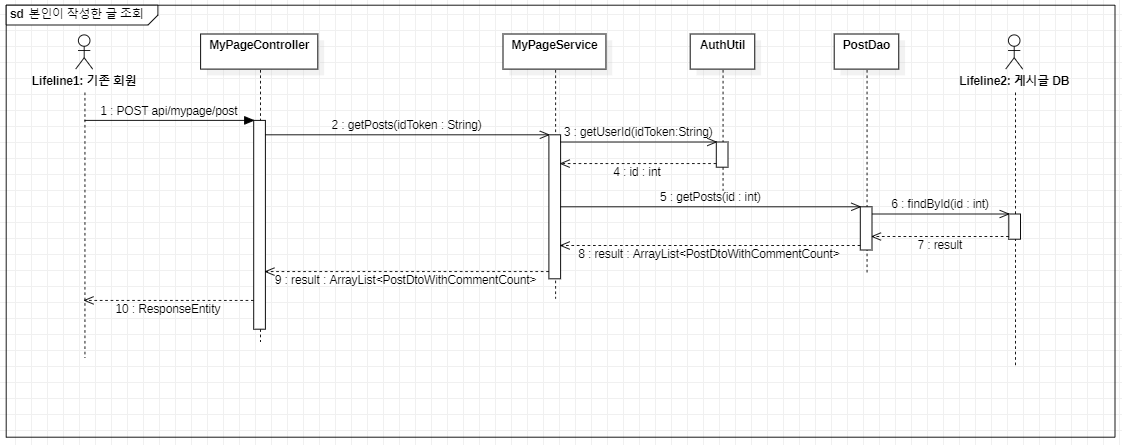 sd 본인이 작성한 글 조회
Lifeline1: 기존 회원
MyPageController
MyPageService
AuthUtil
PostDao
Lifeline2: 게시글 DB
1 : POST api/mypage/post
2 : getPosts(idToken : String)
3 : getUserId(idToken:String)
4 : id : int
5 : getPosts(id : int)
6 : findById(id : int)
7 : result
8 : result : ArrayList<PostDtoWithCommentCount>
9 : result : ArrayList<PostDtoWithCommentCount>
10 : ResponseEntity